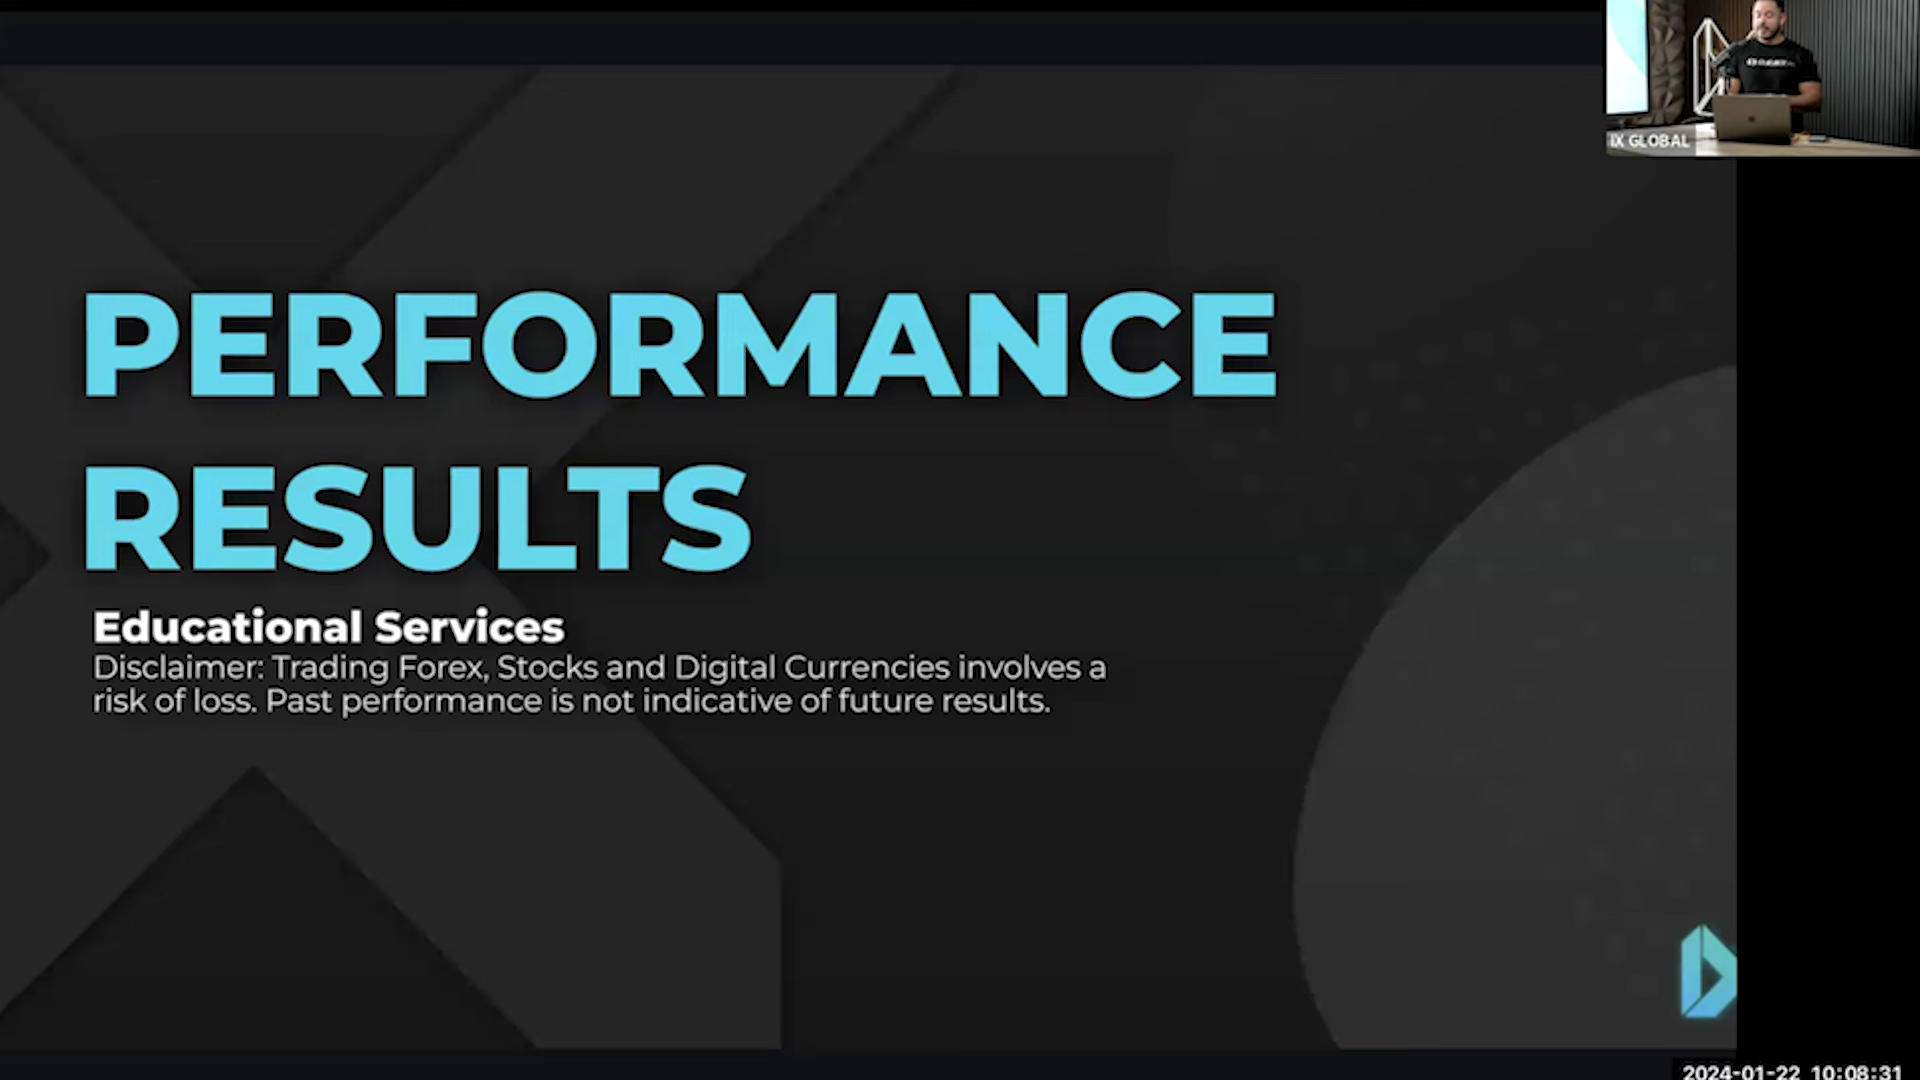 IX GLOBAL
PERFORMANCE
RESULTS
Educational Services
Disclaimer: Trading Forex, Stocks and Digital Currencies involves a
risk of loss. Past performance is not indicative of future results.
2024-01-22 10:08:31